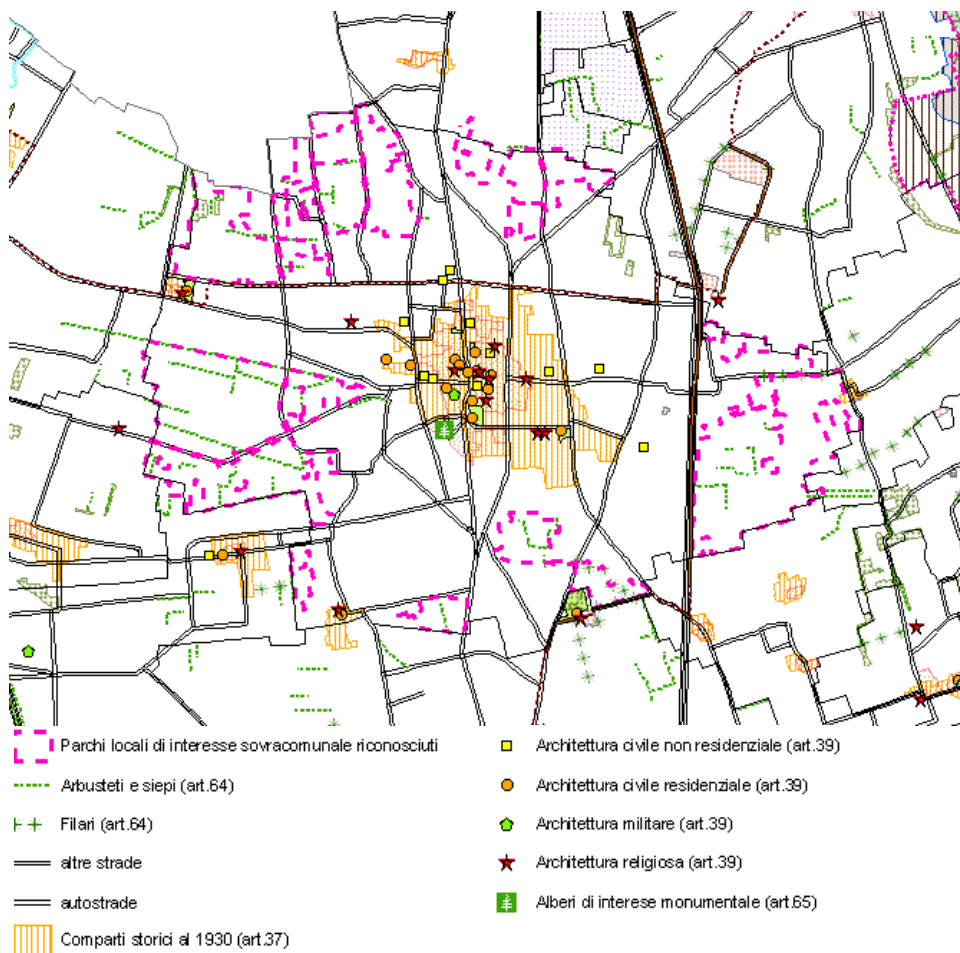 Parchi locali di interesse sovracomunale riconosciuti
Arbusteti e siepi (art.64)
Filari (art.64)
altre strade
autostrade
Comparti storici al 1930 (art.37)
Architettura civile non residenziale (art.39)
Architettura civile residenziale (art.39)
Architettura militare (art.39)
Architettura religiosa (art.39)
Alberi di interese monumentale (art.65)